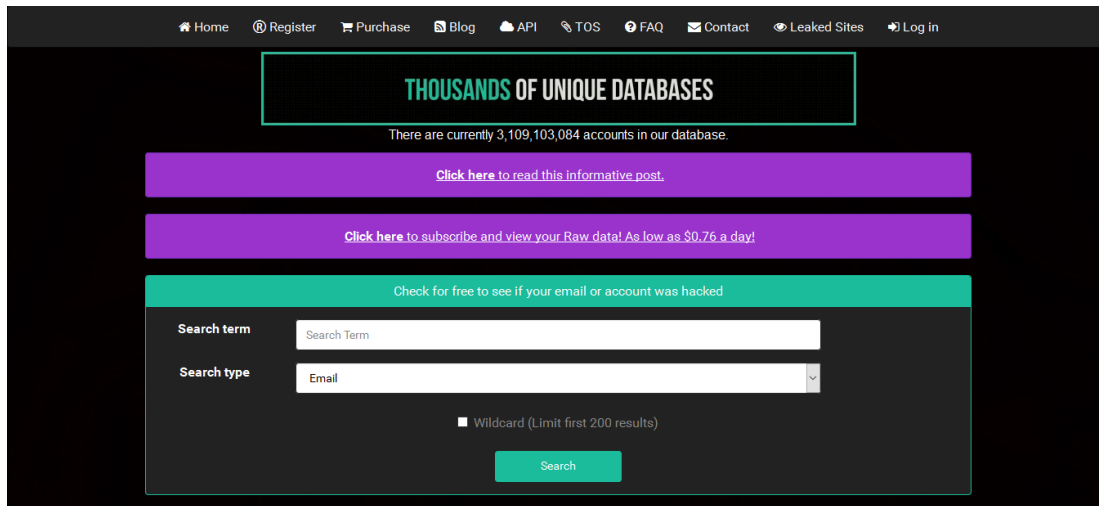 Home Register Purchase Blog API TOS FAQ Contact Leaked Sites Log in
THOUSANDS OF UNIQUE DATABASES
There are currently 3,109,103,084 accounts in our database.
Click here to read this informative post.
Click here to subscribe and view your Raw data! As low as $0.76 a day!
Check for free to see if your email or account was hacked
Search term Search Term
Search type Email
Wildcard (Limit first 200 results)
Search